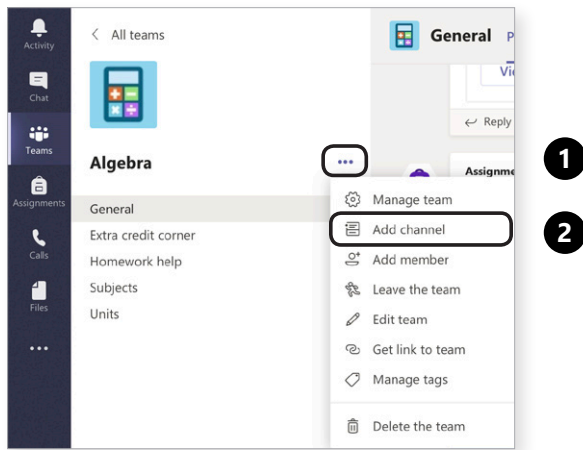 Activity
Chat
Teams
Assignments
Calls
Files
All teams
Algebra
General
Extra credit corner
Homework help
Subjects
Units
General P
Vi
Reply
Assignme
Manage team
Add channel
Add member
Leave the team
Edit team
Get link to team
Manage tags
Delete the team
1
2